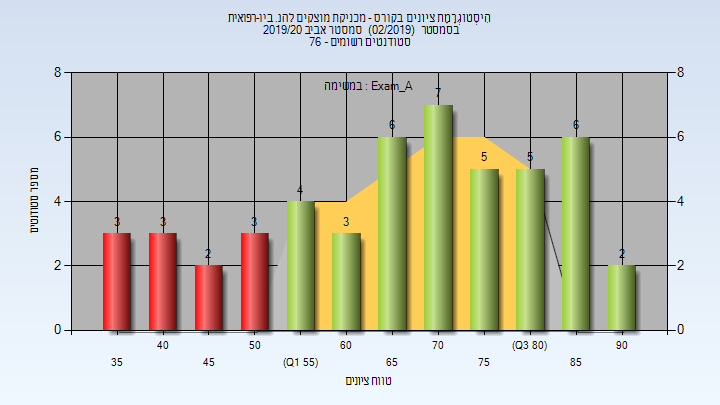 היסטוגרמת ציונים בקורס - מכניקת מוצקים להנ. ביו-רפואית
בסמסטר (02/2019) סמסטר אביב 2019/20
סטודנטים רשומים - 76
במשימה : Exam_A
מספר סטודנטים
8 8
6 6
4 4
2 2
0 0
3 3 2 3 4 3 6 7 5 5 6 2
40 50 60 70 (Q3 80) 90
35 45 (Q1 55) 65 75 85
טווח ציונים